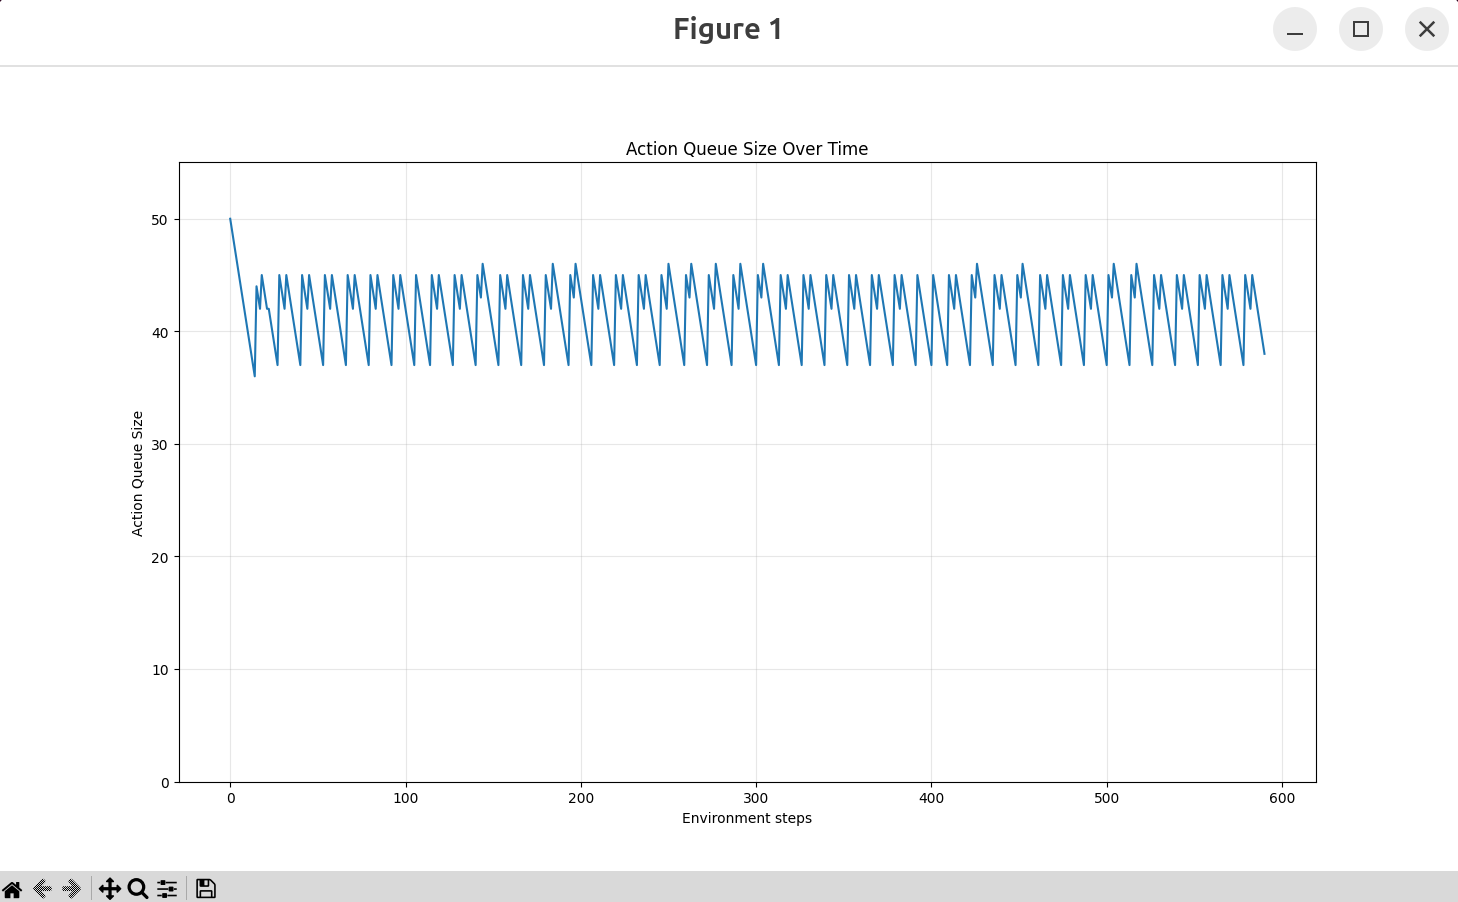 Figure 1
Action Queue Size Over Time
50
40
30
20
10
0
Action Queue Size
0 100 200 300 400 500 600
Environment steps